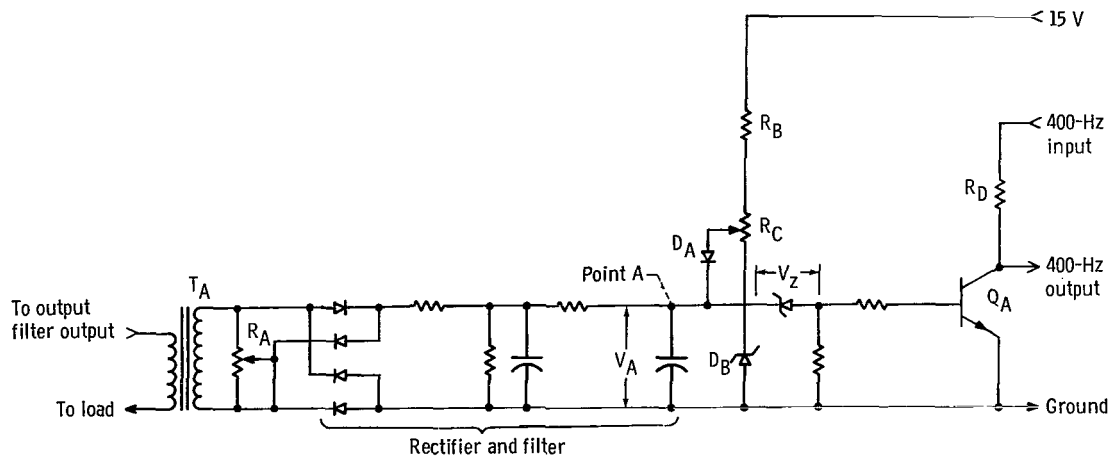 15 V
R_B
400-Hz
input
R_D
R_C
D_A
V_Z
Point A
400-Hz
output
T_A
Q_A
To output
filter output
R_A
V_A
D_B
To load
Ground
Rectifier and filter